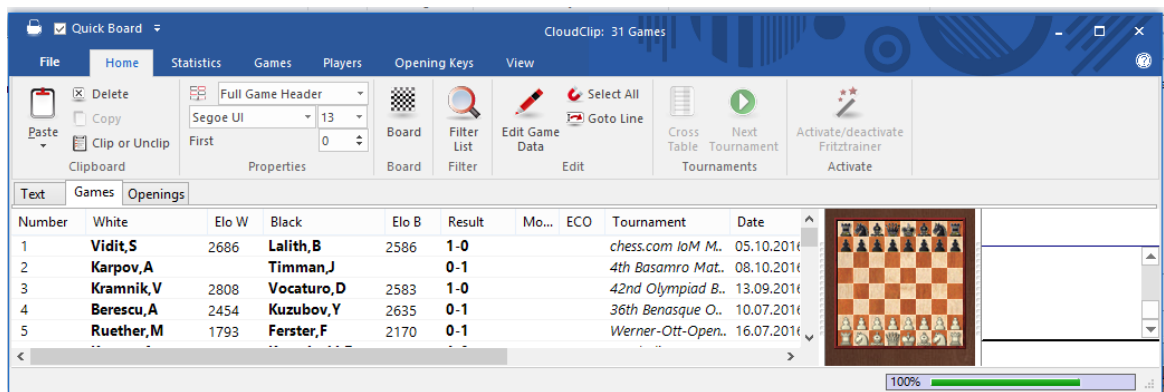 Quick Board
CloudClip: 31 Games
File Home Statistics Games Players Opening Keys View
Paste
Delete
Copy
Clip or Unclip
Clipboard
Full Game Header
Segoe UI 13
First 0
Properties
Board
Board
Filter List
Filter
Edit Game Data
Select All
Goto Line
Edit
Cross Table
Next Tournament
Tournaments
Activate/deactivate Fritztrainer
Activate
Text Games Openings
Number White Elo W Black Elo B Result Mo... ECO Tournament Date
1 Vidit,S 2686 Lalith,B 2586 1-0 chess.com IoM M.. 05.10.2016
2 Karpov,A Timman,J 0-1 4th Basamro Mat.. 08.10.2016
3 Kramnik,V 2808 Vocaturo,D 2583 1-0 42nd Olympiad B.. 13.09.2016
4 Berescu,A 2454 Kuzubov,Y 2635 0-1 36th Benasque O.. 10.07.2016
5 Ruether,M 1793 Ferster,F 2170 0-1 Werner-Ott-Open.. 16.07.2016
100%